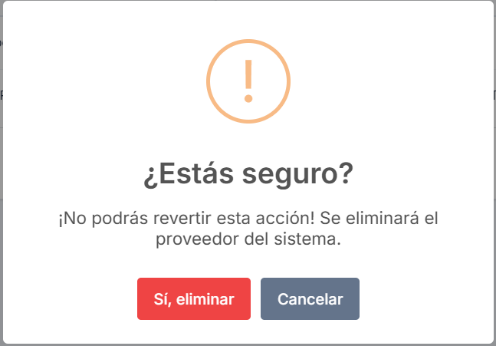 ¿Estás seguro?
¡No podrás revertir esta acción! Se eliminará el
proveedor del sistema.
Sí, eliminar
Cancelar